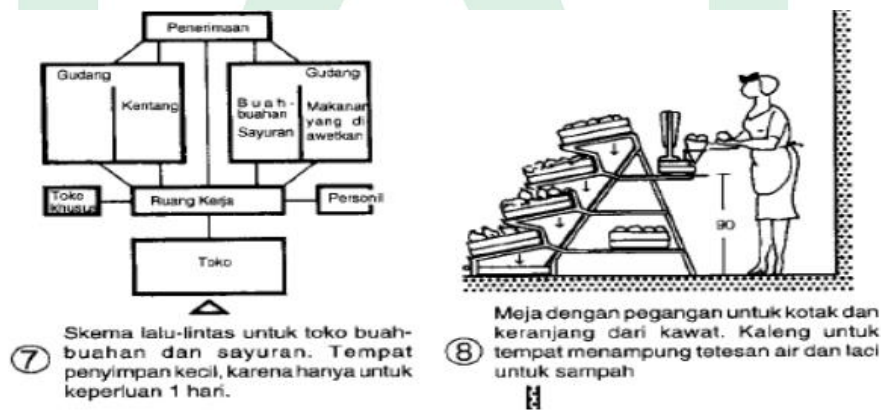 Penerimaan
Gudang
Kentang
Gudang
Buah-
buahan
Sayuran
Makanan
yang di
awetkan
Toko
khusus
Ruang Kerja
Personil
Toko
7
Skema lalu-lintas untuk toko buah-
buahan dan sayuran. Tempat
penyimpan kecil, karena hanya untuk
keperluan 1 hari.
90
8
Meja dengan pegangan untuk kotak dan
keranjang dari kawat. Kaleng untuk
tempat menampung tetesan air dan laci
untuk sampah